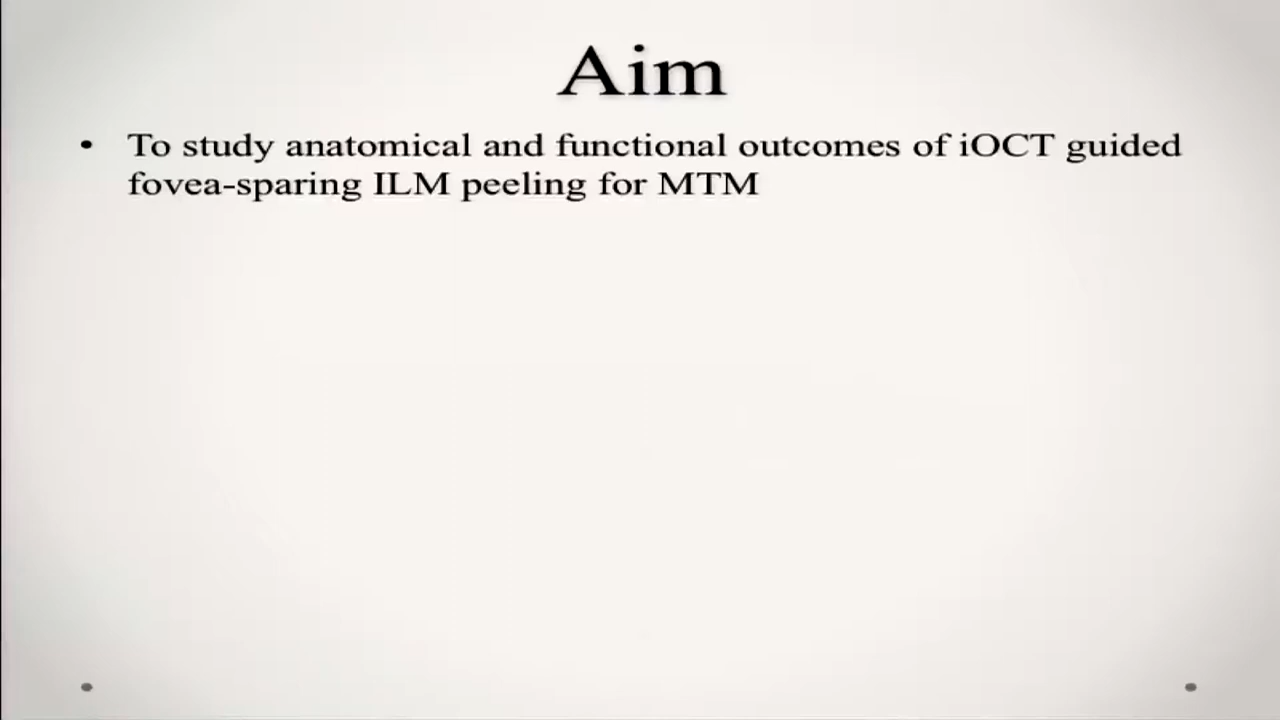 Aim
• To study anatomical and functional outcomes of iOCT guided
fovea-sparing ILM peeling for MTM